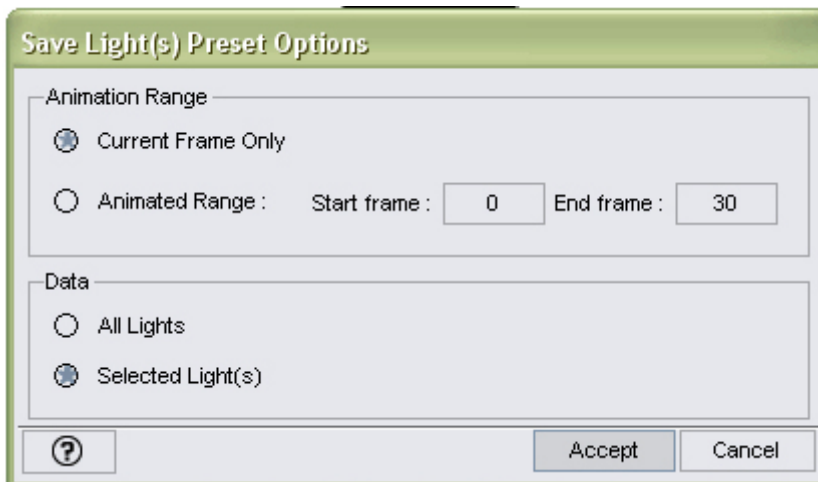 Save Light(s) Preset Options
Animation Range
Current Frame Only
Animated Range : Start frame : 0 End frame : 30
Data
All Lights
Selected Light(s)
? Accept Cancel